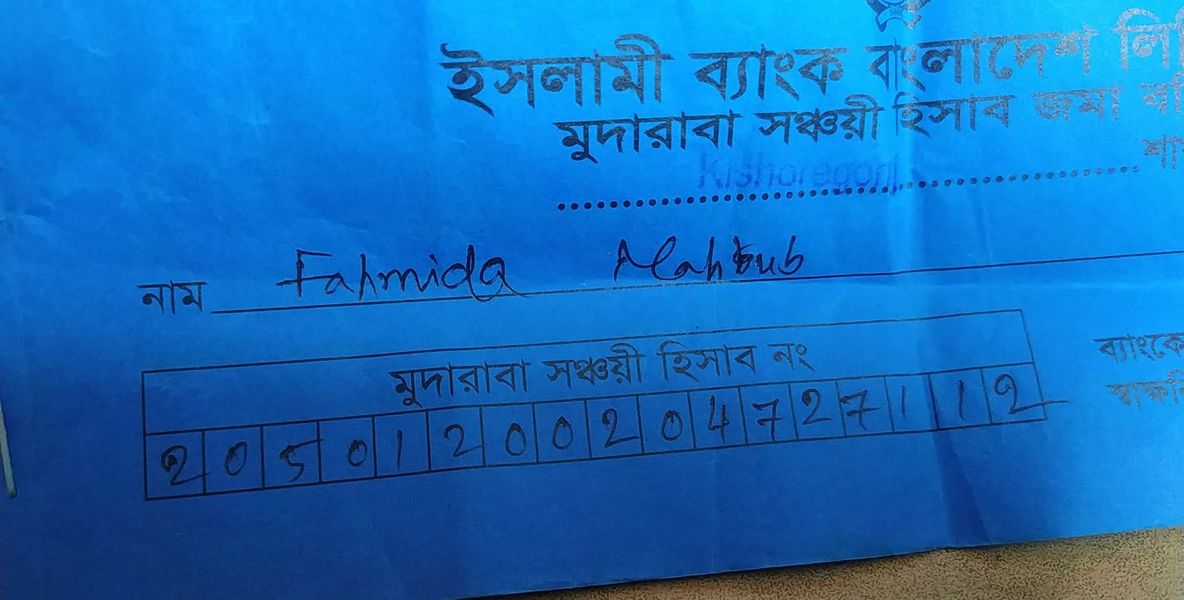 ইসলামী ব্যাংক বাংলাদেশ লি
মুদারাবা সঞ্চয়ী হিসাব জমা ব
Kishoregonj
শা
নাম Fahmida Mahbub
মুদারাবা সঞ্চয়ী হিসাব নং
2 0 5 0 1 2 0 0 2 0 4 7 2 7 1 1 2
ব্যাংকে
স্বাক্ষ